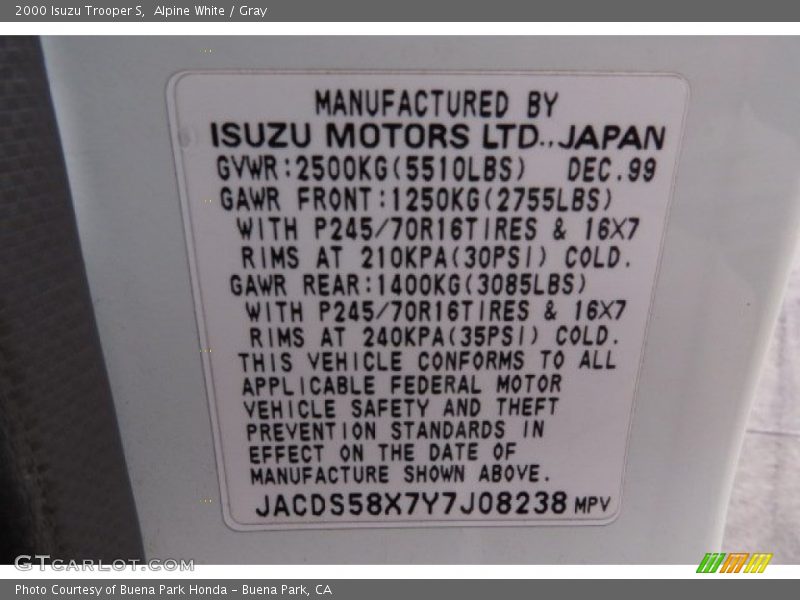 2000 Isuzu Trooper S,  Alpine White / Gray
MANUFACTURED BY
ISUZU MOTORS LTD., JAPAN
GVWR:2500KG(5510LBS)   DEC.99
GAWR FRONT:1250KG(2755LBS)
WITH P245/70R16TIRES & 16X7
RIMS AT 210KPA(30PSI) COLD.
GAWR REAR:1400KG(3085LBS)
WITH P245/70R16TIRES & 16X7
RIMS AT 240KPA(35PSI) COLD.
THIS VEHICLE CONFORMS TO ALL
APPLICABLE FEDERAL MOTOR
VEHICLE SAFETY AND THEFT
PREVENTION STANDARDS IN
EFFECT ON THE DATE OF
MANUFACTURE SHOWN ABOVE.
JACDS58X7Y7J08238 MPV
GTCARLOT.COM
Photo Courtesy of Buena Park Honda - Buena Park, CA